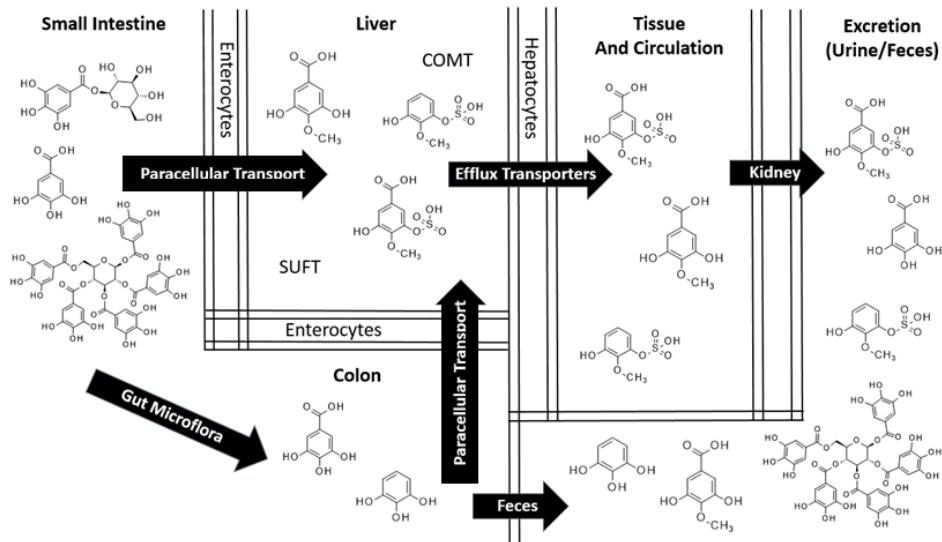 Small Intestine
Enterocytes
Liver
COMT
Hepatocytes
Tissue
And Circulation
Excretion
(Urine/Feces)
Paracellular Transport
Efflux Transporters
Kidney
SUFT
Enterocytes
Paracellular Transport
Gut Microflora
Colon
Feces